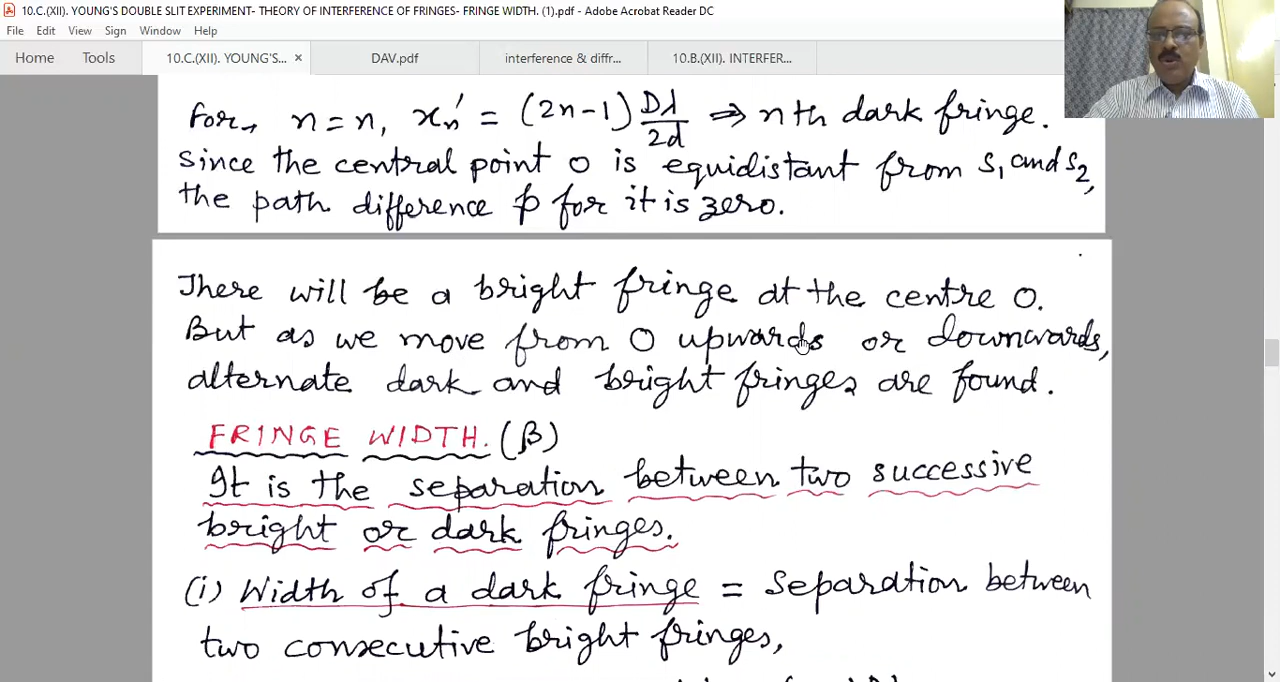 10.C.(XII). YOUNG'S DOUBLE SLIT EXPERIMENT- THEORY OF INTERFERENCE OF FRINGES- FRINGE WIDTH. (1).pdf - Adobe Acrobat Reader DC
File Edit View Sign Window Help
Home Tools 10.C.(XII). YOUNG'S... × DAV.pdf interference & diffr... 10.B.(XII). INTERFER...
For, n = n, xₙ′ = (2n-1) Dλ/2d ⇒ nth dark fringe.
since the central point O is equidistant from S₁ and S₂,
the path difference p for it is zero.
There will be a bright fringe at the centre O.
But as we move from O upwards or downwards,
alternate dark and bright fringes are found.
FRINGE WIDTH. (β)
It is the separation between two successive
bright or dark fringes.
(i) Width of a dark fringe = Separation between
two consecutive bright fringes,